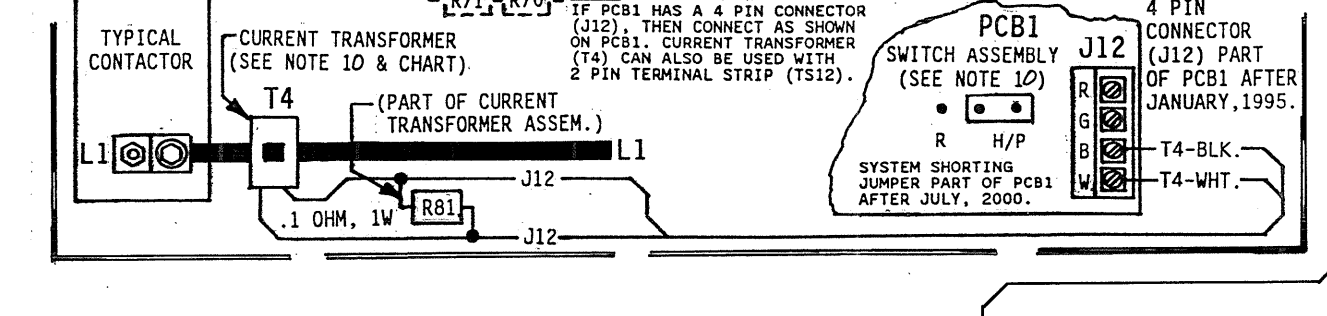 R71 R70
IF PCB1 HAS A 4 PIN CONNECTOR
(J12), THEN CONNECT AS SHOWN
ON PCB1. CURRENT TRANSFORMER
(T4) CAN ALSO BE USED WITH
2 PIN TERMINAL STRIP (TS12).
TYPICAL
CONTACTOR
CURRENT TRANSFORMER
(SEE NOTE 10 & CHART).
T4
(PART OF CURRENT
TRANSFORMER ASSEM.)
L1
L1
J12
R81
.1 OHM, 1W
J12
PCB1
SWITCH ASSEMBLY
(SEE NOTE 10)
R
H/P
SYSTEM SHORTING
JUMPER PART OF PCB1
AFTER JULY, 2000.
J12
R
G
B
W
4 PIN
CONNECTOR
(J12) PART
OF PCB1 AFTER
JANUARY,1995.
T4-BLK.
T4-WHT.